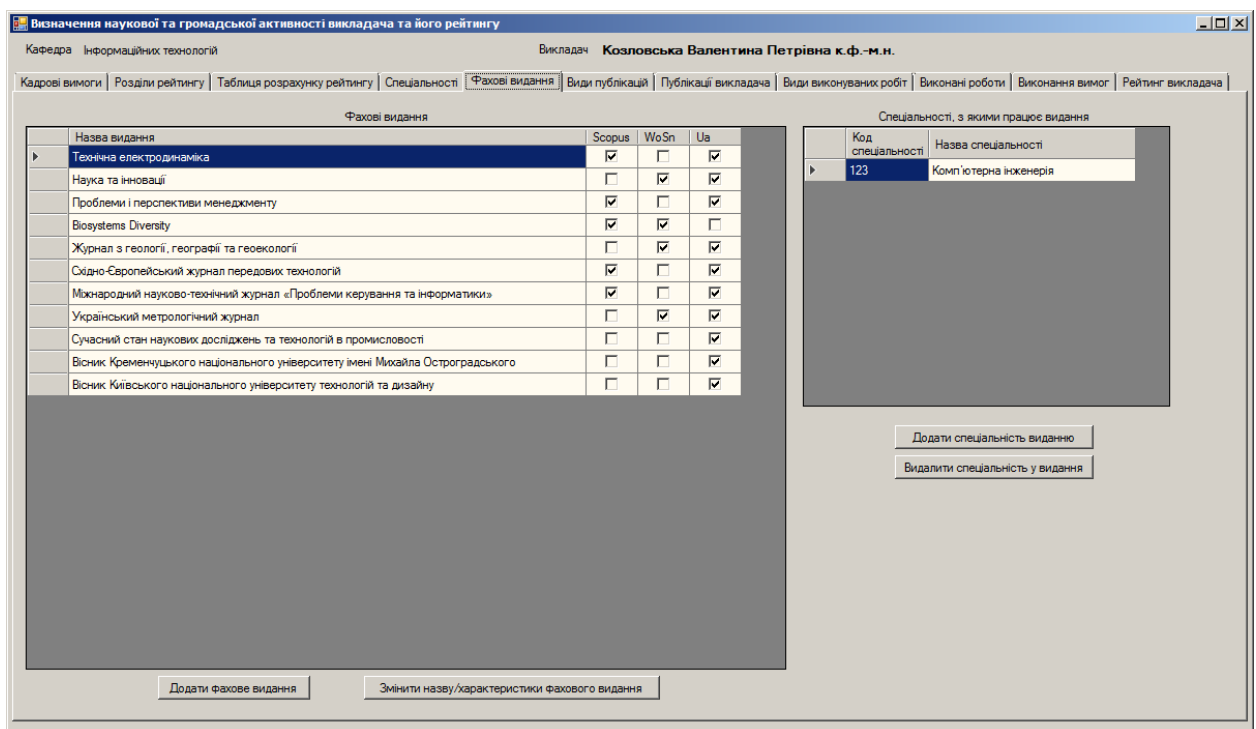 Визначення наукової та громадської активності викладача та його рейтингу
Кафедра Інформаційних технологій Викладач Козловська Валентина Петрівна к.ф.-м.н.
Кадрові вимоги Розділи рейтингу Таблиця розрахунку рейтингу Спеціальності Фахові видання Види публікацій Публікації викладача Види виконуваних робіт Виконані роботи Виконання вимог Рейтинг викладача
Фахові видання
Назва видання Scopus WoSn Ua
Технічна електродинаміка
Наука та інновації
Проблеми і перспективи менеджменту
Biosystems Diversity
Журнал з геології, географії та геоекології
Східно-Європейський журнал передових технологій
Міжнародний науково-технічний журнал «Проблеми керування та інформатики»
Український метрологічний журнал
Сучасний стан наукових досліджень та технологій в промисловості
Вісник Кременчуцького національного університету імені Михайла Остроградського
Вісник Київського національного університету технологій та дизайну
Додати фахове видання Змінити назву/характеристики фахового видання
Спеціальності, з якими працює видання
Код
спеціальності Назва спеціальності
123 Комп'ютерна інженерія
Додати спеціальність виданню
Видалити спеціальність у видання